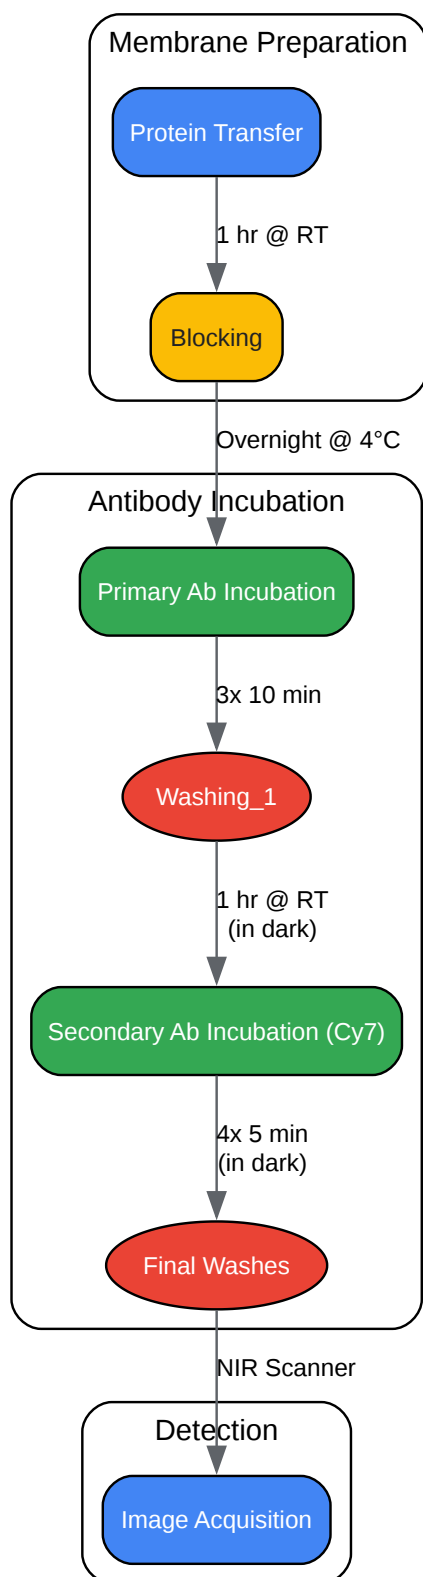 Membrane Preparation
Protein Transfer
1 hr @ RT
Blocking
Overnight @ 4°C
Antibody Incubation
Primary Ab Incubation
3x 10 min
Washing_1
1 hr @ RT
(in dark)
Secondary Ab Incubation (Cy7)
4x 5 min
(in dark)
Final Washes
NIR Scanner
Detection
Image Acquisition